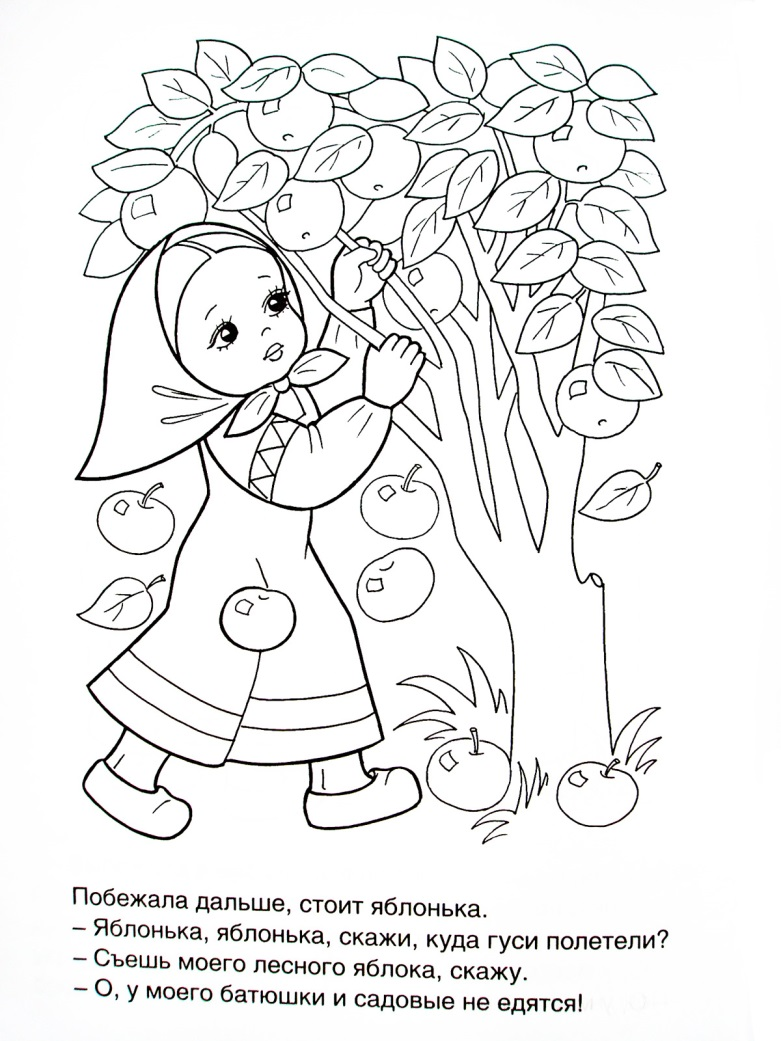 Побежала дальше, стоит яблонька.
– Яблонька, яблонька, скажи, куда гуси полетели?
– Съешь моего лесного яблока, скажу.
– О, у моего батюшки и садовые не едятся!